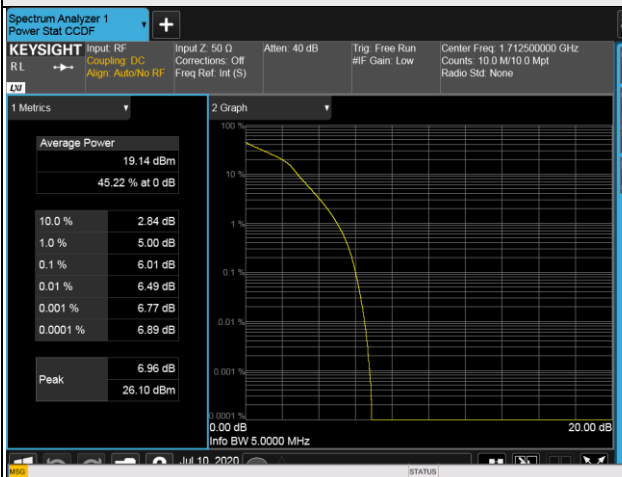 Spectrum Analyzer 1
Power Stat CCDF
+
KEYSIGHT
RL
LXI
Input: RF
Coupling: DC
Align: Auto/No RF
Input Z: 50 Ω
Corrections: Off
Freq Ref: Int (S)
Atten: 40 dB
Trig: Free Run
#IF Gain: Low
Center Freq: 1.712500000 GHz
Counts: 10.0 M/10.0 Mpt
Radio Std: None
1 Metrics
Average Power
19.14 dBm
45.22 % at 0 dB
10.0 % 2.84 dB
1.0 % 5.00 dB
0.1 % 6.01 dB
0.01 % 6.49 dB
0.001 % 6.77 dB
0.0001 % 6.89 dB
Peak
6.96 dB
26.10 dBm
2 Graph
100 %
10 %
1 %
0.1 %
0.01 %
0.001 %
0.0001 %
0.00 dB 20.00 dB
Info BW 5.0000 MHz
Jul 10, 2020
MSG STATUS